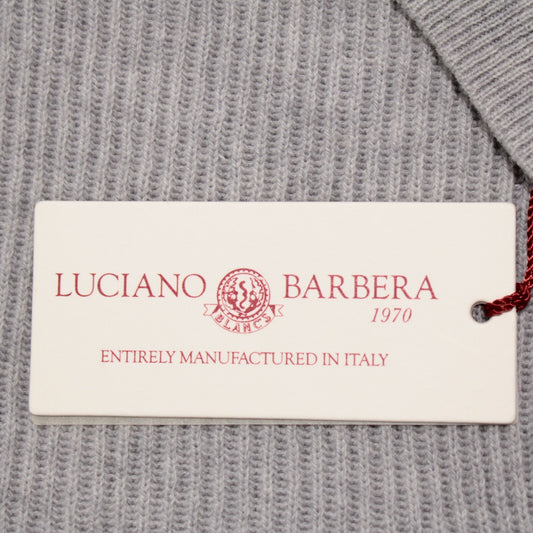 LUCIANO BARBERA
BLANCS
1970
ENTIRELY MANUFACTURED IN ITALY